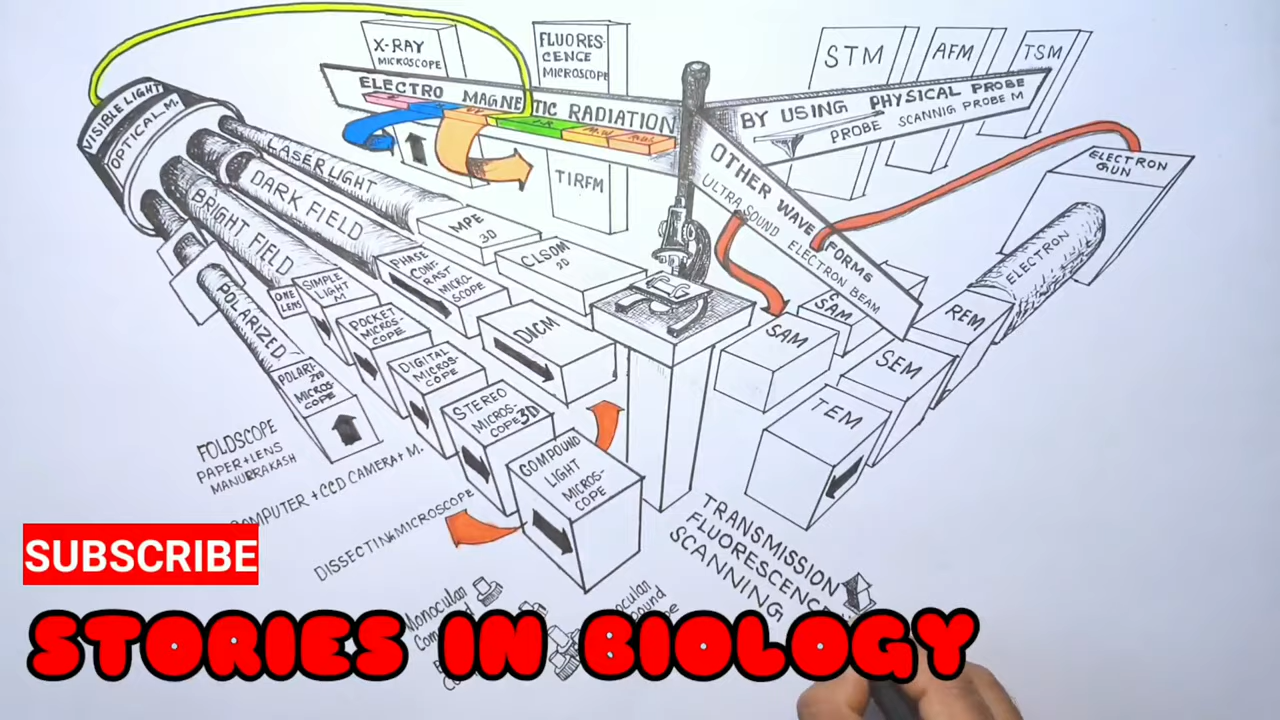 X-RAY
MICROSCOPE
FLUORES-
CENCE
MICROSCOPE
STM
AFM
TSM
VISIBLE LIGHT
OPTICAL M.
ELECTRO MAGNETIC RADIATION
BY USING PHYSICAL PROBE
PROBE SCANNIG PROBE M
TIRFM
OTHER WAVE FORMS
ULTRA SOUND ELECTRON BEAM
ELECTRON
GUN
ELECTRON
LASER LIGHT
DARK FIELD
BRIGHT FIELD
POLARIZED
MPE
3D
CLSOM
2D
PHASE
CONT-
RAST
MICRO-
SCOPE
ONE
LENS
SIMPLE
LIGHT
M
POCKET
MICROS-
COPE
DIGITAL
MICROS-
COPE
STEREO
MICROS-
COPE 3D
COMPOUND
LIGHT
MICROS-
COPE
DICM
POLARI-
ZED
MICROS-
COPE
SAM
SAM
REM
SEM
TEM
FOLDSCOPE
PAPER+LENS
MANUBRAKASH
COMPUTER + CCD CAMERA+ M.
DISSECTING MICROSCOPE
Monocular
TRANSMISSION
FLUORESCENCE
SCANNING
SUBSCRIBE
STORIES IN BIOLOGY